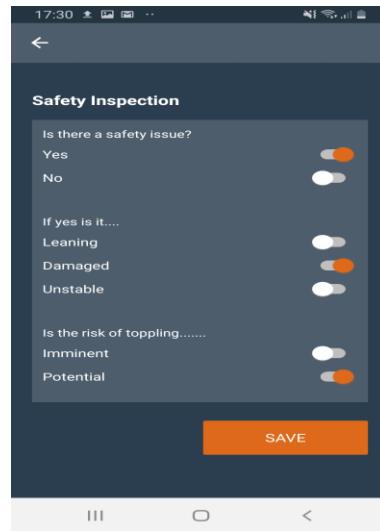 17:30
Safety Inspection
Is there a safety issue?
Yes
No
If yes is it....
Leaning
Damaged
Unstable
Is the risk of toppling.......
Imminent
Potential
SAVE